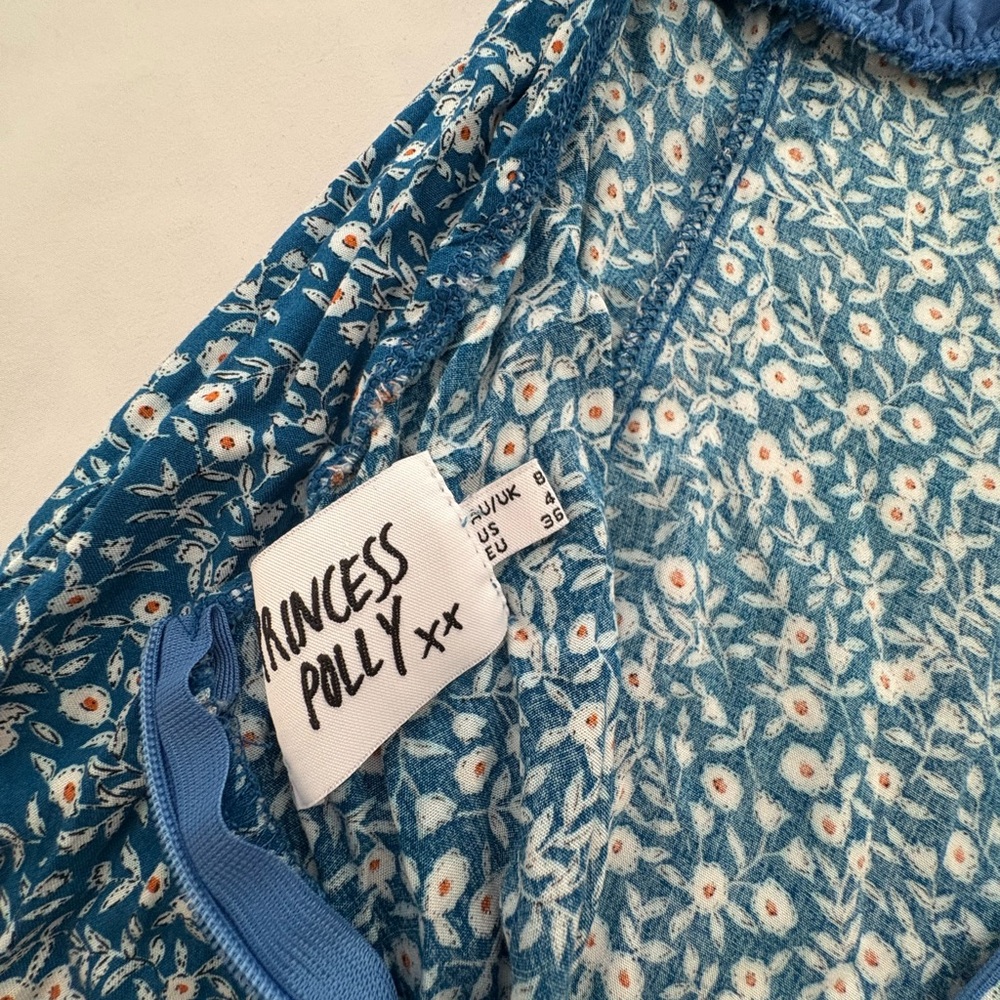 PRINCESS
POLLY xx
AU/UK 8
US 4
EU 36